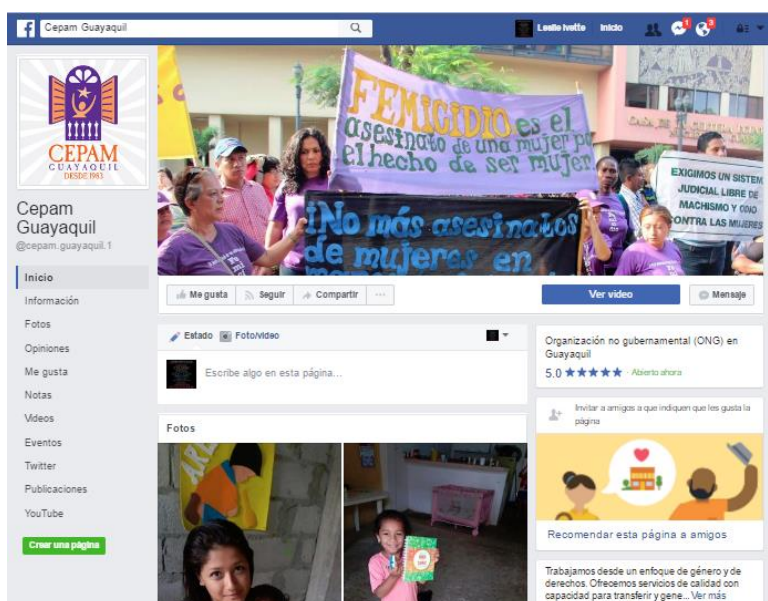 Cepam Guayaquil
Leslie Ivette
Inicio
1
3
CEPAM
GUAYAQUIL
DESDE 1983
Cepam
Guayaquil
@cepam.guayaquil.1
Inicio
Información
Fotos
Opiniones
Me gusta
Notas
Videos
Eventos
Twitter
Publicaciones
YouTube
Crear una página
FEMICIDIO es el
asesinato de una mujer po
el hecho de ser mujer
¡No más asesinatos
de mujeres en
EXIGIMOS UN SISTEM
JUDICIAL LIBRE DE
MACHISMO Y ODIO
CONTRA LAS MUJERES
Me gusta
Seguir
Compartir
Ver video
Mensaje
Estado
Foto/video
Escribe algo en esta página...
Fotos
Organización no gubernamental (ONG) en
Guayaquil
5.0 ★★★★★ · Abierto ahora
Invitar a amigos a que indiquen que les gusta la
página
Recomendar esta página a amigos
Trabajamos desde un enfoque de género y de
derechos. Ofrecemos servicios de calidad con
capacidad para transferir y gene... Ver más